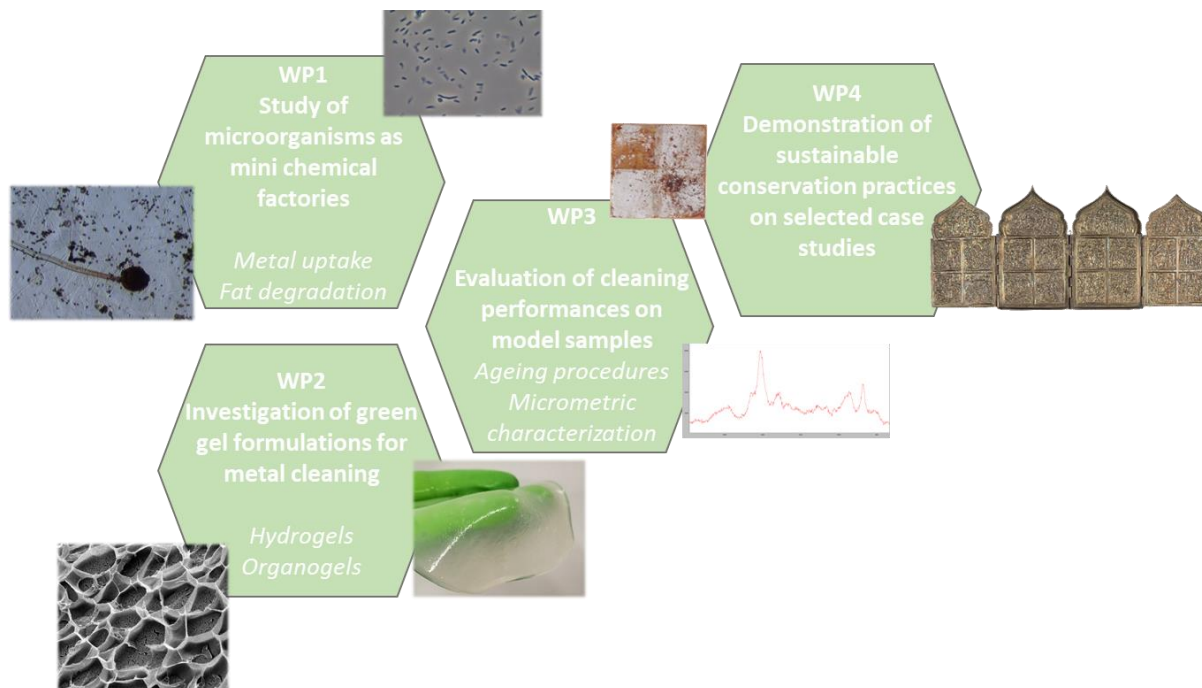 WP1
Study of
microorganisms as
mini chemical
factories
Metal uptake
Fat degradation
WP2
Investigation of green
gel formulations for
metal cleaning
Hydrogels
Organogels
WP3
Evaluation of cleaning
performances on
model samples
Ageing procedures
Micrometric
characterization
WP4
Demonstration of
sustainable
conservation practices
on selected case
studies